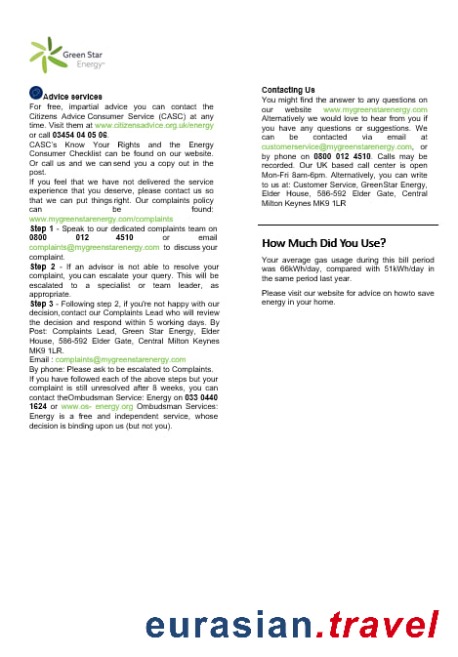 Green Star
Energy™
Advice services
For free, impartial advice you can contact the
Citizens Advice Consumer Service (CASC) at any
time. Visit them at www.citizensadvice.org.uk/energy
or call 03454 04 05 06.
CASC's Know Your Rights and the Energy
Consumer Checklist can be found on our website.
Or call us and we can send you a copy out in the
post.
If you feel that we have not delivered the service
experience that you deserve, please contact us so
that we can put things right. Our complaints policy
can be found:
www.mygreenstarenergy.com/complaints
Step 1 - Speak to our dedicated complaints team on
0800 012 4510 or email
complaints@mygreenstarenergy.com to discuss your
complaint.
Step 2 - If an advisor is not able to resolve your
complaint, you can escalate your query. This will be
escalated to a specialist or team leader, as
appropriate.
Step 3 - Following step 2, if you're not happy with our
decision, contact our Complaints Lead who will review
the decision and respond within 5 working days. By
Post: Complaints Lead, Green Star Energy, Elder
House, 586-592 Elder Gate, Central Milton Keynes
MK9 1LR.
Email : complaints@mygreenstarenergy.com
By phone: Please ask to be escalated to Complaints.
If you have followed each of the above steps but your
complaint is still unresolved after 8 weeks, you can
contact theOmbudsman Service: Energy on 033 0440
1624 or www.os- energy.org Ombudsman Services:
Energy is a free and independent service, whose
decision is binding upon us (but not you).
Contacting Us
You might find the answer to any questions on
our website www.mygreenstarenergy.com
Alternatively we would love to hear from you if
you have any questions or suggestions. We
can be contacted via email at
customerservice@mygreenstarenergy.com, or
by phone on 0800 012 4510. Calls may be
recorded. Our UK based call center is open
Mon-Fri 8am-6pm. Alternatively, you can write
to us at: Customer Service, GreenStar Energy,
Elder House, 586-592 Elder Gate, Central
Milton Keynes MK9 1LR
How Much Did You Use?
Your average gas usage during this bill period
was 66kWh/day, compared with 51kWh/day in
the same period last year.
Please visit our website for advice on howto save
energy in your home.
eurasian.travel